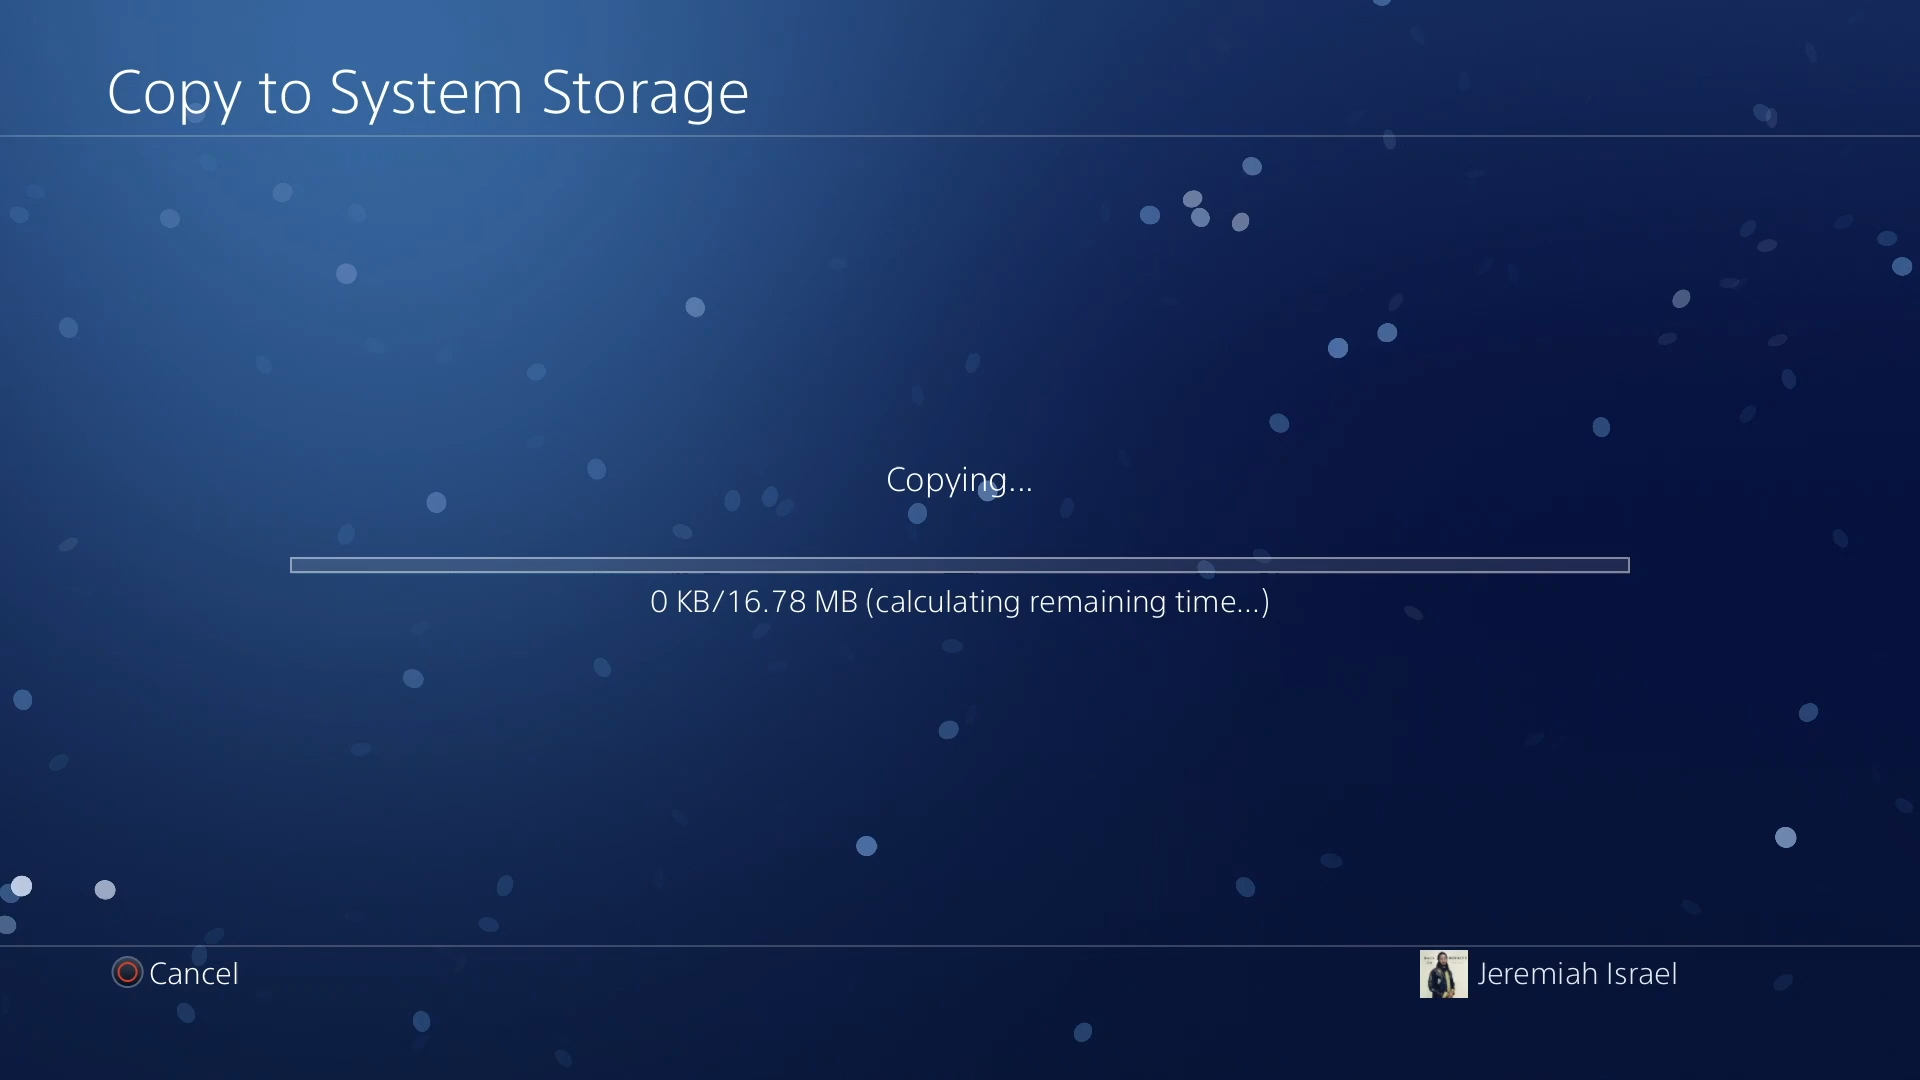 Copy to System Storage
Copying...
0 KB/16.78 MB (calculating remaining time...)
Cancel
Jeremiah Israel